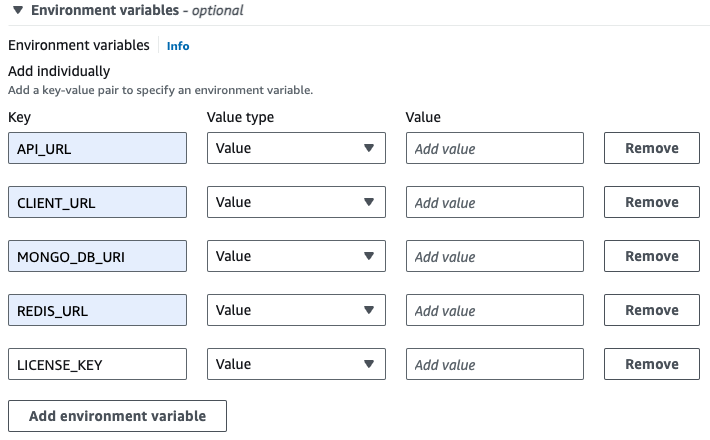 ▼ Environment variables - optional
Environment variables Info
Add individually
Add a key-value pair to specify an environment variable.
Key Value type Value
API_URL Value Add value Remove
CLIENT_URL Value Add value Remove
MONGO_DB_URI Value Add value Remove
REDIS_URL Value Add value Remove
LICENSE_KEY Value Add value Remove
Add environment variable